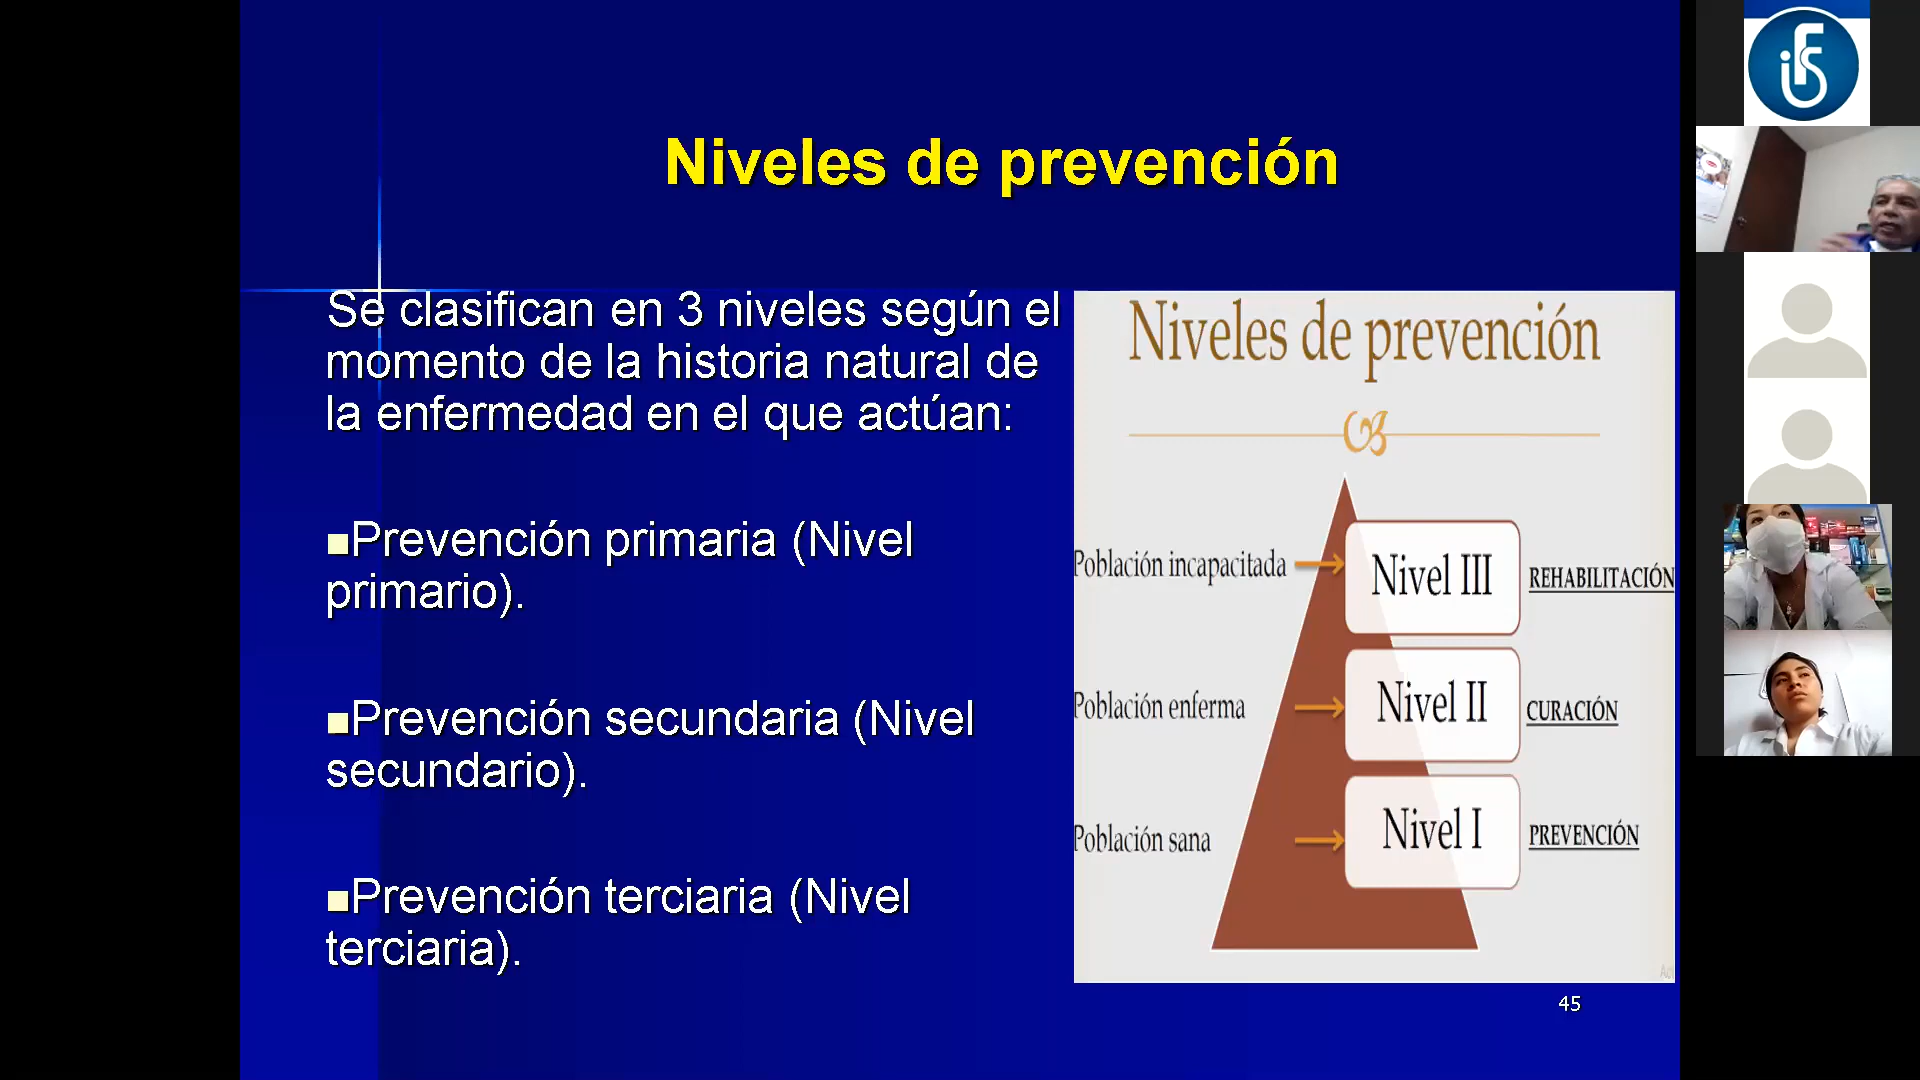 Niveles de prevención
Se clasifican en 3 niveles según el
momento de la historia natural de
la enfermedad en el que actúan:
■Prevención primaria (Nivel
primario).
■Prevención secundaria (Nivel
secundario).
■Prevención terciaria (Nivel
terciaria).
Niveles de prevención
Población incapacitada
Nivel III
REHABILITACIÓN
Población enferma
Nivel II
CURACIÓN
Población sana
Nivel I
PREVENCIÓN
45